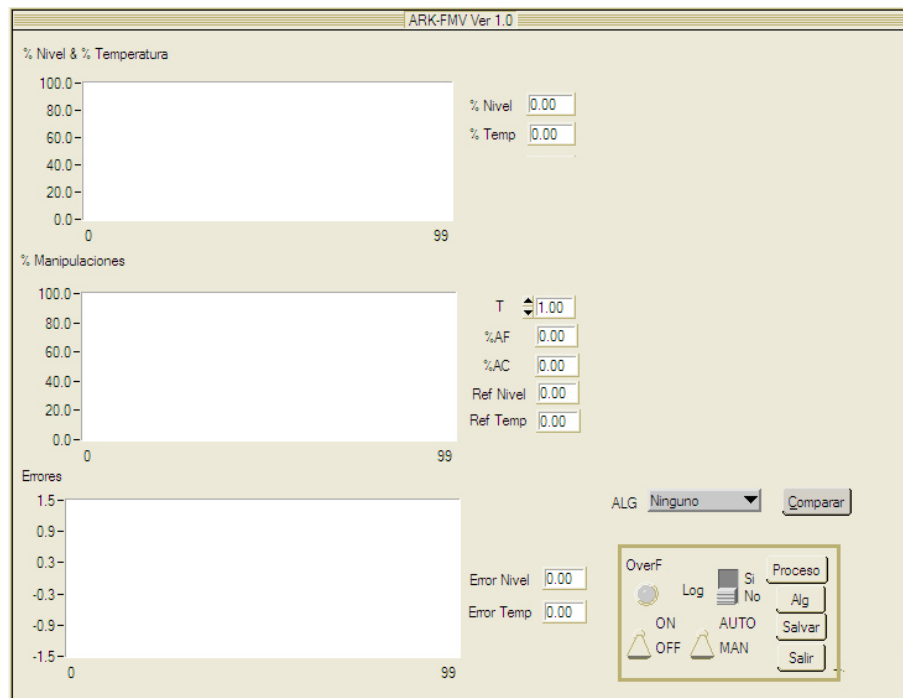 ARK-FMV Ver 1.0
% Nivel & % Temperatura
100.0
80.0
60.0
40.0
20.0
0.0
0 99
% Nivel 0.00
% Temp 0.00
% Manipulaciones
100.0
80.0
60.0
40.0
20.0
0.0
0 99
T 1.00
%AF 0.00
%AC 0.00
Ref Nivel 0.00
Ref Temp 0.00
Errores
1.5
0.9
0.3
-0.3
-0.9
-1.5
0 99
Error Nivel 0.00
Error Temp 0.00
ALG Ninguno Comparar
OverF
Log Si
No
ON
OFF
AUTO
MAN
Proceso
Alg
Salvar
Salir